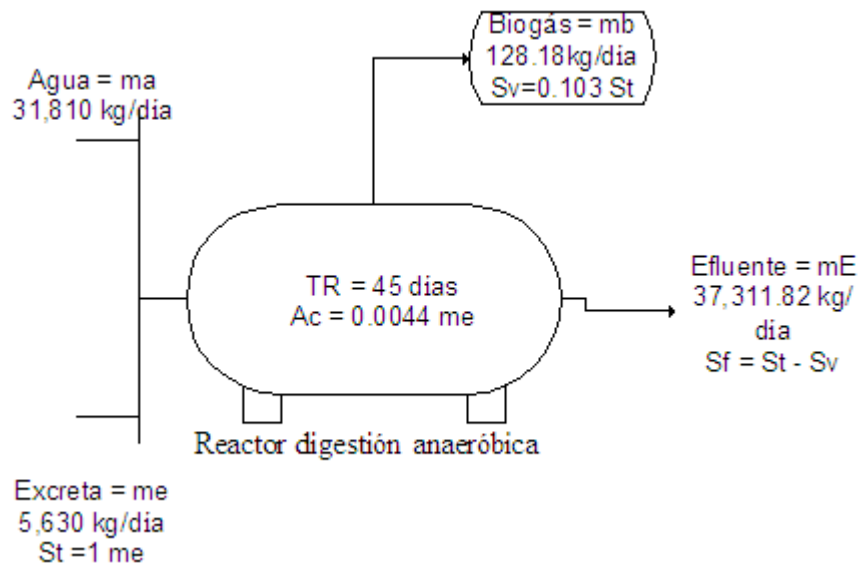 Biogás = mb
128.18kg/dia
Sv=0.103 St
Agua = ma
31,810 kg/dia
TR = 45 dias
Ac = 0.0044 me
Efluente = mE
37,311.82 kg/
dia
Sf = St - Sv
Reactor digestión anaeróbica
Excreta = me
5,630 kg/dia
St =1 me